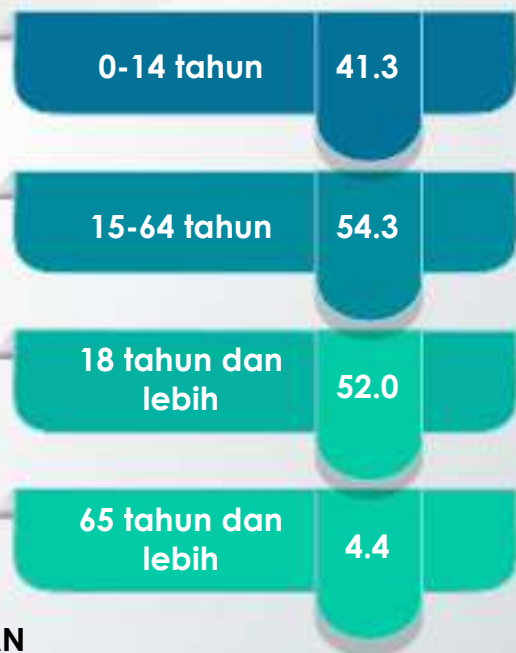 0-14 tahun 41.3
15-64 tahun 54.3
18 tahun dan
lebih 52.0
65 tahun dan
lebih 4.4